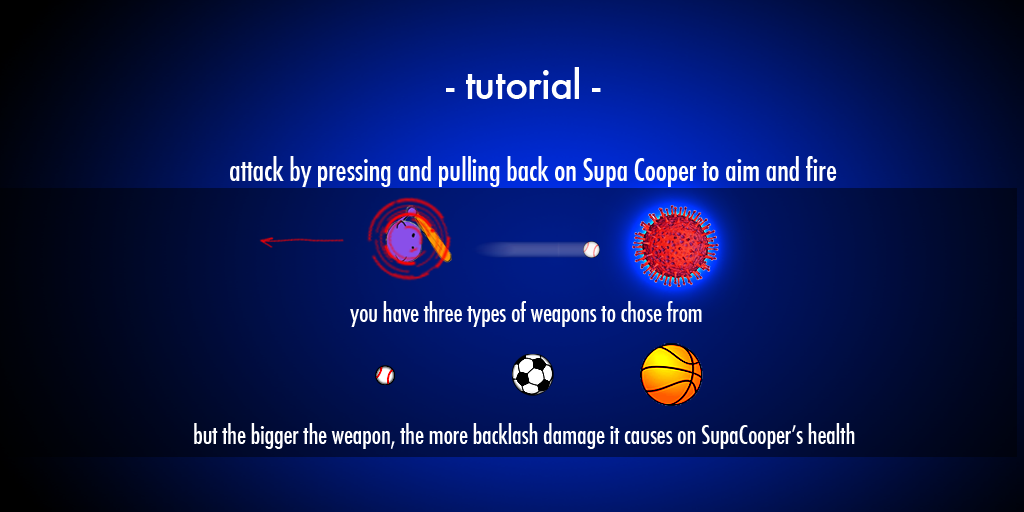 - tutorial -
attack by pressing and pulling back on Supa Cooper to aim and fire
you have three types of weapons to chose from
but the bigger the weapon, the more backlash damage it causes on SupaCooper's health